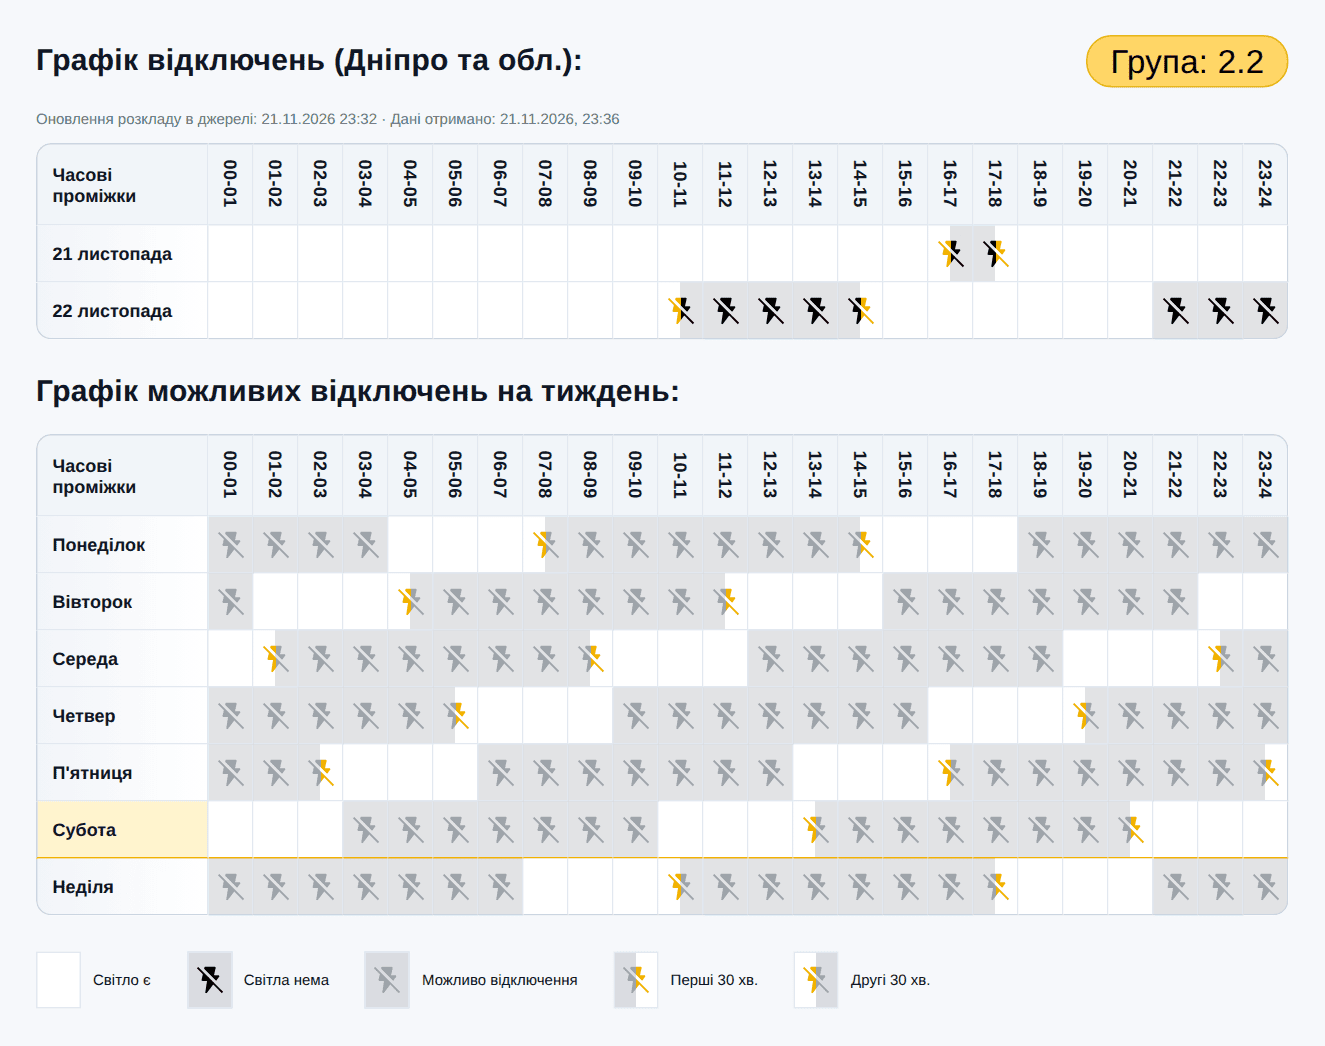 Графік відключень (Дніпро та обл.):
Група: 2.2
Оновлення розкладу в джерелі: 21.11.2026 23:32 · Дані отримано: 21.11.2026, 23:36
Часові проміжки 00-01 01-02 02-03 03-04 04-05 05-06 06-07 07-08 08-09 09-10 10-11 11-12 12-13 13-14 14-15 15-16 16-17 17-18 18-19 19-20 20-21 21-22 22-23 23-24
21 листопада
22 листопада
Графік можливих відключень на тиждень:
Часові проміжки 00-01 01-02 02-03 03-04 04-05 05-06 06-07 07-08 08-09 09-10 10-11 11-12 12-13 13-14 14-15 15-16 16-17 17-18 18-19 19-20 20-21 21-22 22-23 23-24
Понеділок
Вівторок
Середа
Четвер
П'ятниця
Субота
Неділя
Світло є Світла нема Можливо відключення Перші 30 хв. Другі 30 хв.